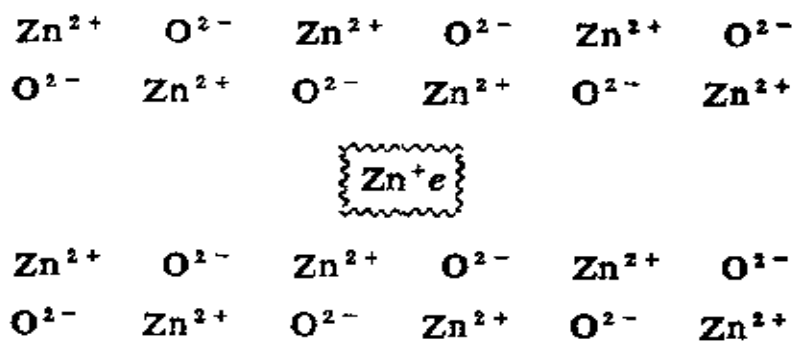 Zn²⁺ O²⁻ Zn²⁺ O²⁻ Zn²⁺ O²⁻
O²⁻ Zn²⁺ O²⁻ Zn²⁺ O²⁻ Zn²⁺
Zn⁺e
Zn²⁺ O²⁻ Zn²⁺ O²⁻ Zn²⁺ O²⁻
O²⁻ Zn²⁺ O²⁻ Zn²⁺ O²⁻ Zn²⁺